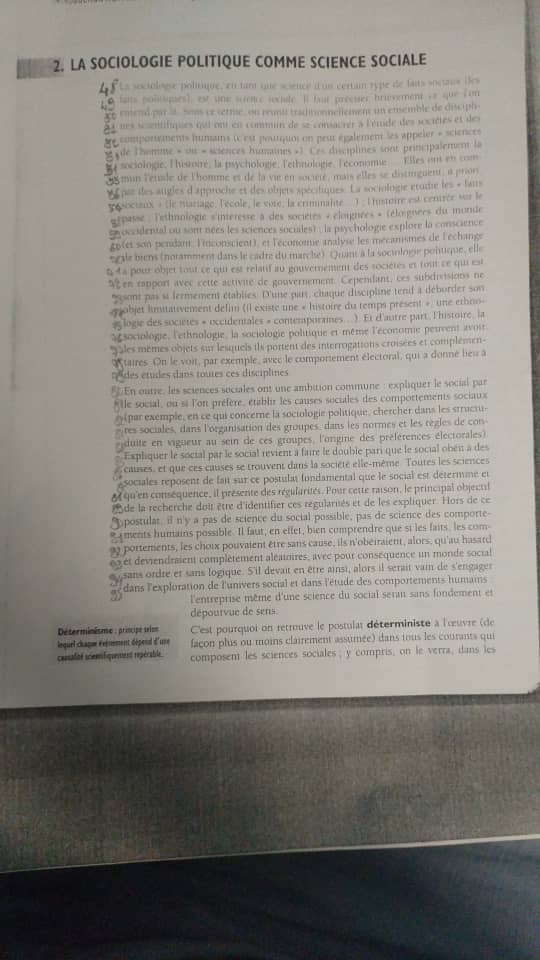 2. LA SOCIOLOGIE POLITIQUE COMME SCIENCE SOCIALE
La sociologie politique, en tant que science d'un certain type de faits sociaux (les
faits politiques), est une science sociale. Il faut préciser brièvement ce que l'on
entend par là. Sous ce terme, on réunit traditionnellement un ensemble de discipli-
nes scientifiques qui ont en commun de se consacrer à l'étude des sociétés et des
comportements humains (c'est pourquoi on peut également les appeler « sciences
de l'homme » ou « sciences humaines »). Ces disciplines sont principalement la
sociologie, l'histoire, la psychologie, l'ethnologie, l'économie… Elles ont en com-
mun l'étude de l'homme et de la vie en société, mais elles se distinguent, a priori,
par des angles d'approche et des objets spécifiques. La sociologie étudie les « faits
sociaux » (le mariage, l'école, le vote, la criminalité…) ; l'histoire est centrée sur le
passé ; l'ethnologie s'intéresse à des sociétés « éloignées » (éloignées du monde
occidental où sont nées les sciences sociales) ; la psychologie explore la conscience
(et son pendant, l'inconscient), et l'économie analyse les mécanismes de l'échange
de biens (notamment dans le cadre du marché). Quant à la sociologie politique, elle
a pour objet tout ce qui est relatif au gouvernement des sociétés et tout ce qui est
en rapport avec cette activité de gouvernement. Cependant, ces subdivisions ne
sont pas si fermement établies. D'une part, chaque discipline tend à déborder son
objet limitativement défini (il existe une « histoire du temps présent », une ethno-
logie des sociétés « occidentales » contemporaines…). Et d'autre part, l'histoire, la
sociologie, l'ethnologie, la sociologie politique et même l'économie peuvent avoir
les mêmes objets sur lesquels ils portent des interrogations croisées et complémen-
taires. On le voit, par exemple, avec le comportement électoral, qui a donné lieu à
des études dans toutes ces disciplines.
En outre, les sciences sociales ont une ambition commune : expliquer le social par
le social, ou si l'on préfère, établir les causes sociales des comportements sociaux
(par exemple, en ce qui concerne la sociologie politique, chercher dans les structu-
res sociales, dans l'organisation des groupes, dans les normes et les règles de con-
duite en vigueur au sein de ces groupes, l'origine des préférences électorales).
Expliquer le social par le social revient à faire le double pari que le social obéit à des
causes, et que ces causes se trouvent dans la société elle-même. Toutes les sciences
sociales reposent de fait sur ce postulat fondamental que le social est déterminé et
qu'en conséquence, il présente des régularités. Pour cette raison, le principal objectif
de la recherche doit être d'identifier ces régularités et de les expliquer. Hors de ce
postulat, il n'y a pas de science du social possible, pas de science des comporte-
ments humains possible. Il faut, en effet, bien comprendre que si les faits, les com-
portements, les choix pouvaient être sans cause, ils n'obéiraient, alors, qu'au hasard
et deviendraient complètement aléatoires, avec pour conséquence un monde social
sans ordre et sans logique. S'il devait en être ainsi, alors il serait vain de s'engager
dans l'exploration de l'univers social et dans l'étude des comportements humains :
l'entreprise même d'une science du social serait sans fondement et
dépourvue de sens.
Déterminisme : principe selon
lequel chaque évènement dépend d'une
causalité scientifiquement repérable.
C'est pourquoi on retrouve le postulat déterministe à l'œuvre (de
façon plus ou moins clairement assumée) dans tous les courants qui
composent les sciences sociales ; y compris, on le verra, dans les